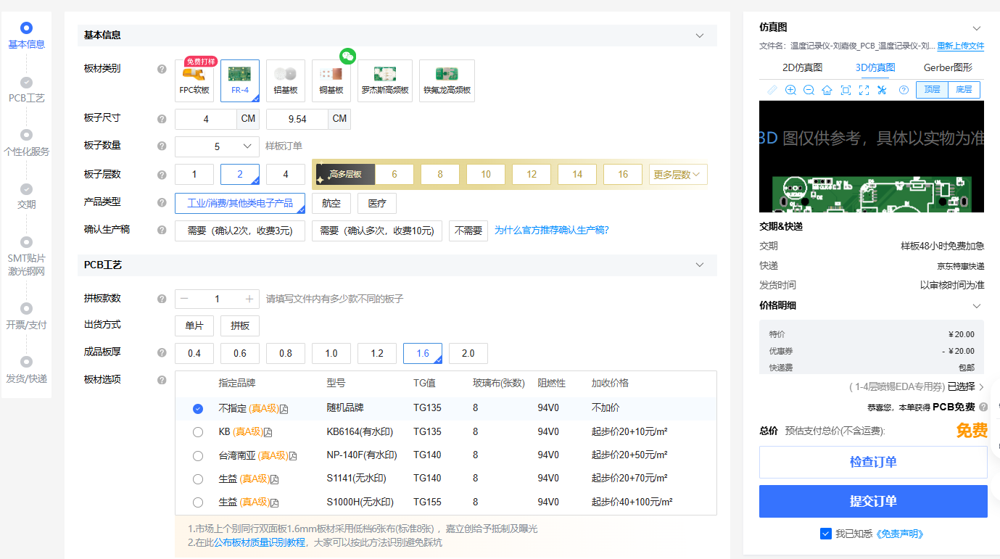 基本信息
PCB工艺
个性化服务
交期
SMT贴片
激光钢网
开票/支付
发货/快递
基本信息
板材类别
免费打样
FPC软板
FR-4
铝基板
铜基板
罗杰斯高频板
铁氟龙高频板
板子尺寸
4 CM 9.54 CM
板子数量
5 样板订单
板子层数
1 2 4 高多层板 6 8 10 12 14 16 更多层数
产品类型
工业/消费/其他类电子产品 航空 医疗
确认生产稿
需要（确认2次，收费3元） 需要（确认多次，收费10元） 不需要 为什么官方推荐确认生产稿?
PCB工艺
拼板款数
1 请填写文件内有多少款不同的板子
出货方式
单片 拼板
成品板厚
0.4 0.6 0.8 1.0 1.2 1.6 2.0
板材选项
指定品牌 型号 TG值 玻璃布(张数) 阻燃性 加收价格
不指定 (真A级) 随机品牌 TG135 8 94V0 不加价
KB (真A级) KB6164(有水印) TG135 8 94V0 起步价20+10元/m²
台湾南亚 (真A级) NP-140F(有水印) TG140 8 94V0 起步价20+50元/m²
生益 (真A级) S1141(无水印) TG140 8 94V0 起步价20+70元/m²
生益 (真A级) S1000H(无水印) TG155 8 94V0 起步价40+100元/m²
1.市场上个别同行双面板1.6mm板材采用低档6张布(标准8张) ，嘉立创给予抵制及曝光
2.在此公布板材质量识别教程，大家可以按此方法识别避免踩坑
仿真图
文件名：温度记录仪-刘嘉俊_PCB_温度记录仪-刘... 重新上传文件
2D仿真图 3D仿真图 Gerber图形
顶层 底层
3D 图仅供参考，具体以实物为准
交期&快递
交期 样板48小时免费加急
快递 京东特惠快递
发货时间 以审核时间为准
价格明细
特价 ￥20.00
优惠券 - ￥20.00
快递费 包邮
( 1-4层喷锡EDA专用券) 已选择
恭喜您，本单获得 PCB免费
总价 预估支付总价(不含运费): 免费
检查订单
提交订单
我已知悉《免责声明》